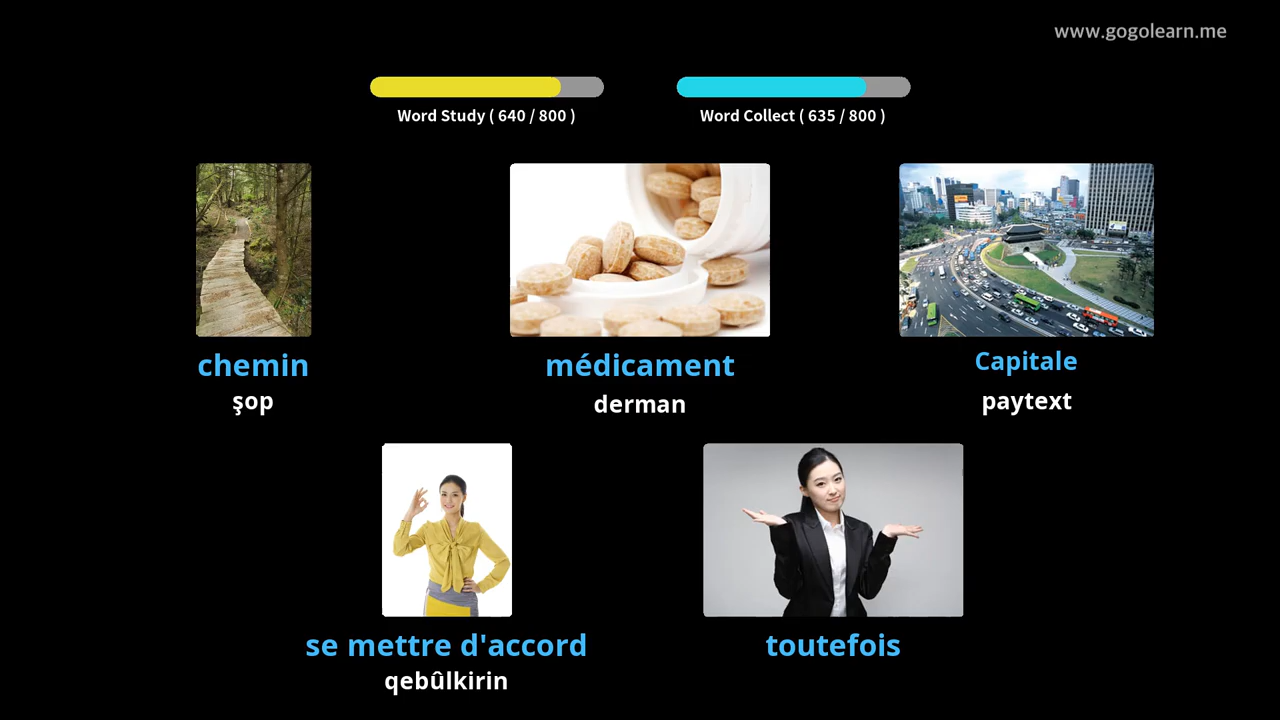 www.gogolearn.me
Word Study ( 640 / 800 )
Word Collect ( 635 / 800 )
chemin
şop
médicament
derman
Capitale
paytext
se mettre d'accord
qebûlkirin
toutefois